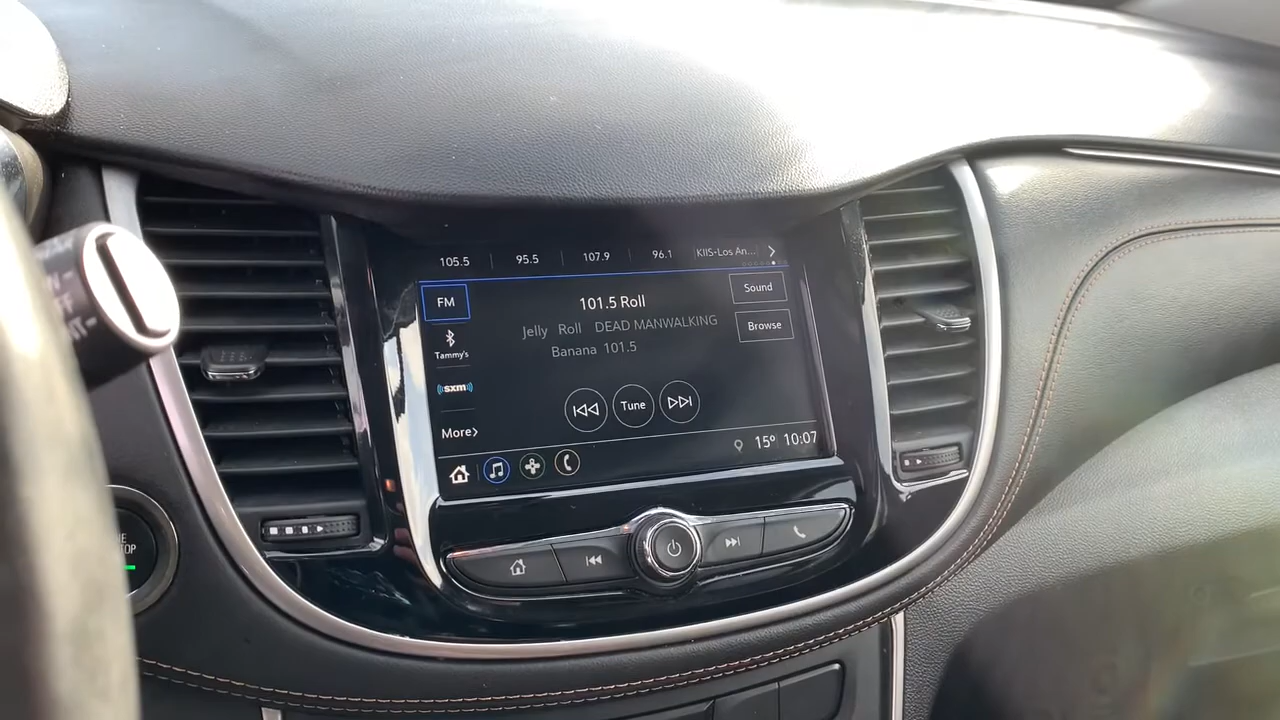 105.5 95.5 107.9 96.1 KIIS-Los An...
FM
101.5 Roll
Sound
Jelly Roll DEAD MANWALKING
Browse
Banana 101.5
Tammy's
sxm
Tune
More
15° 10:07